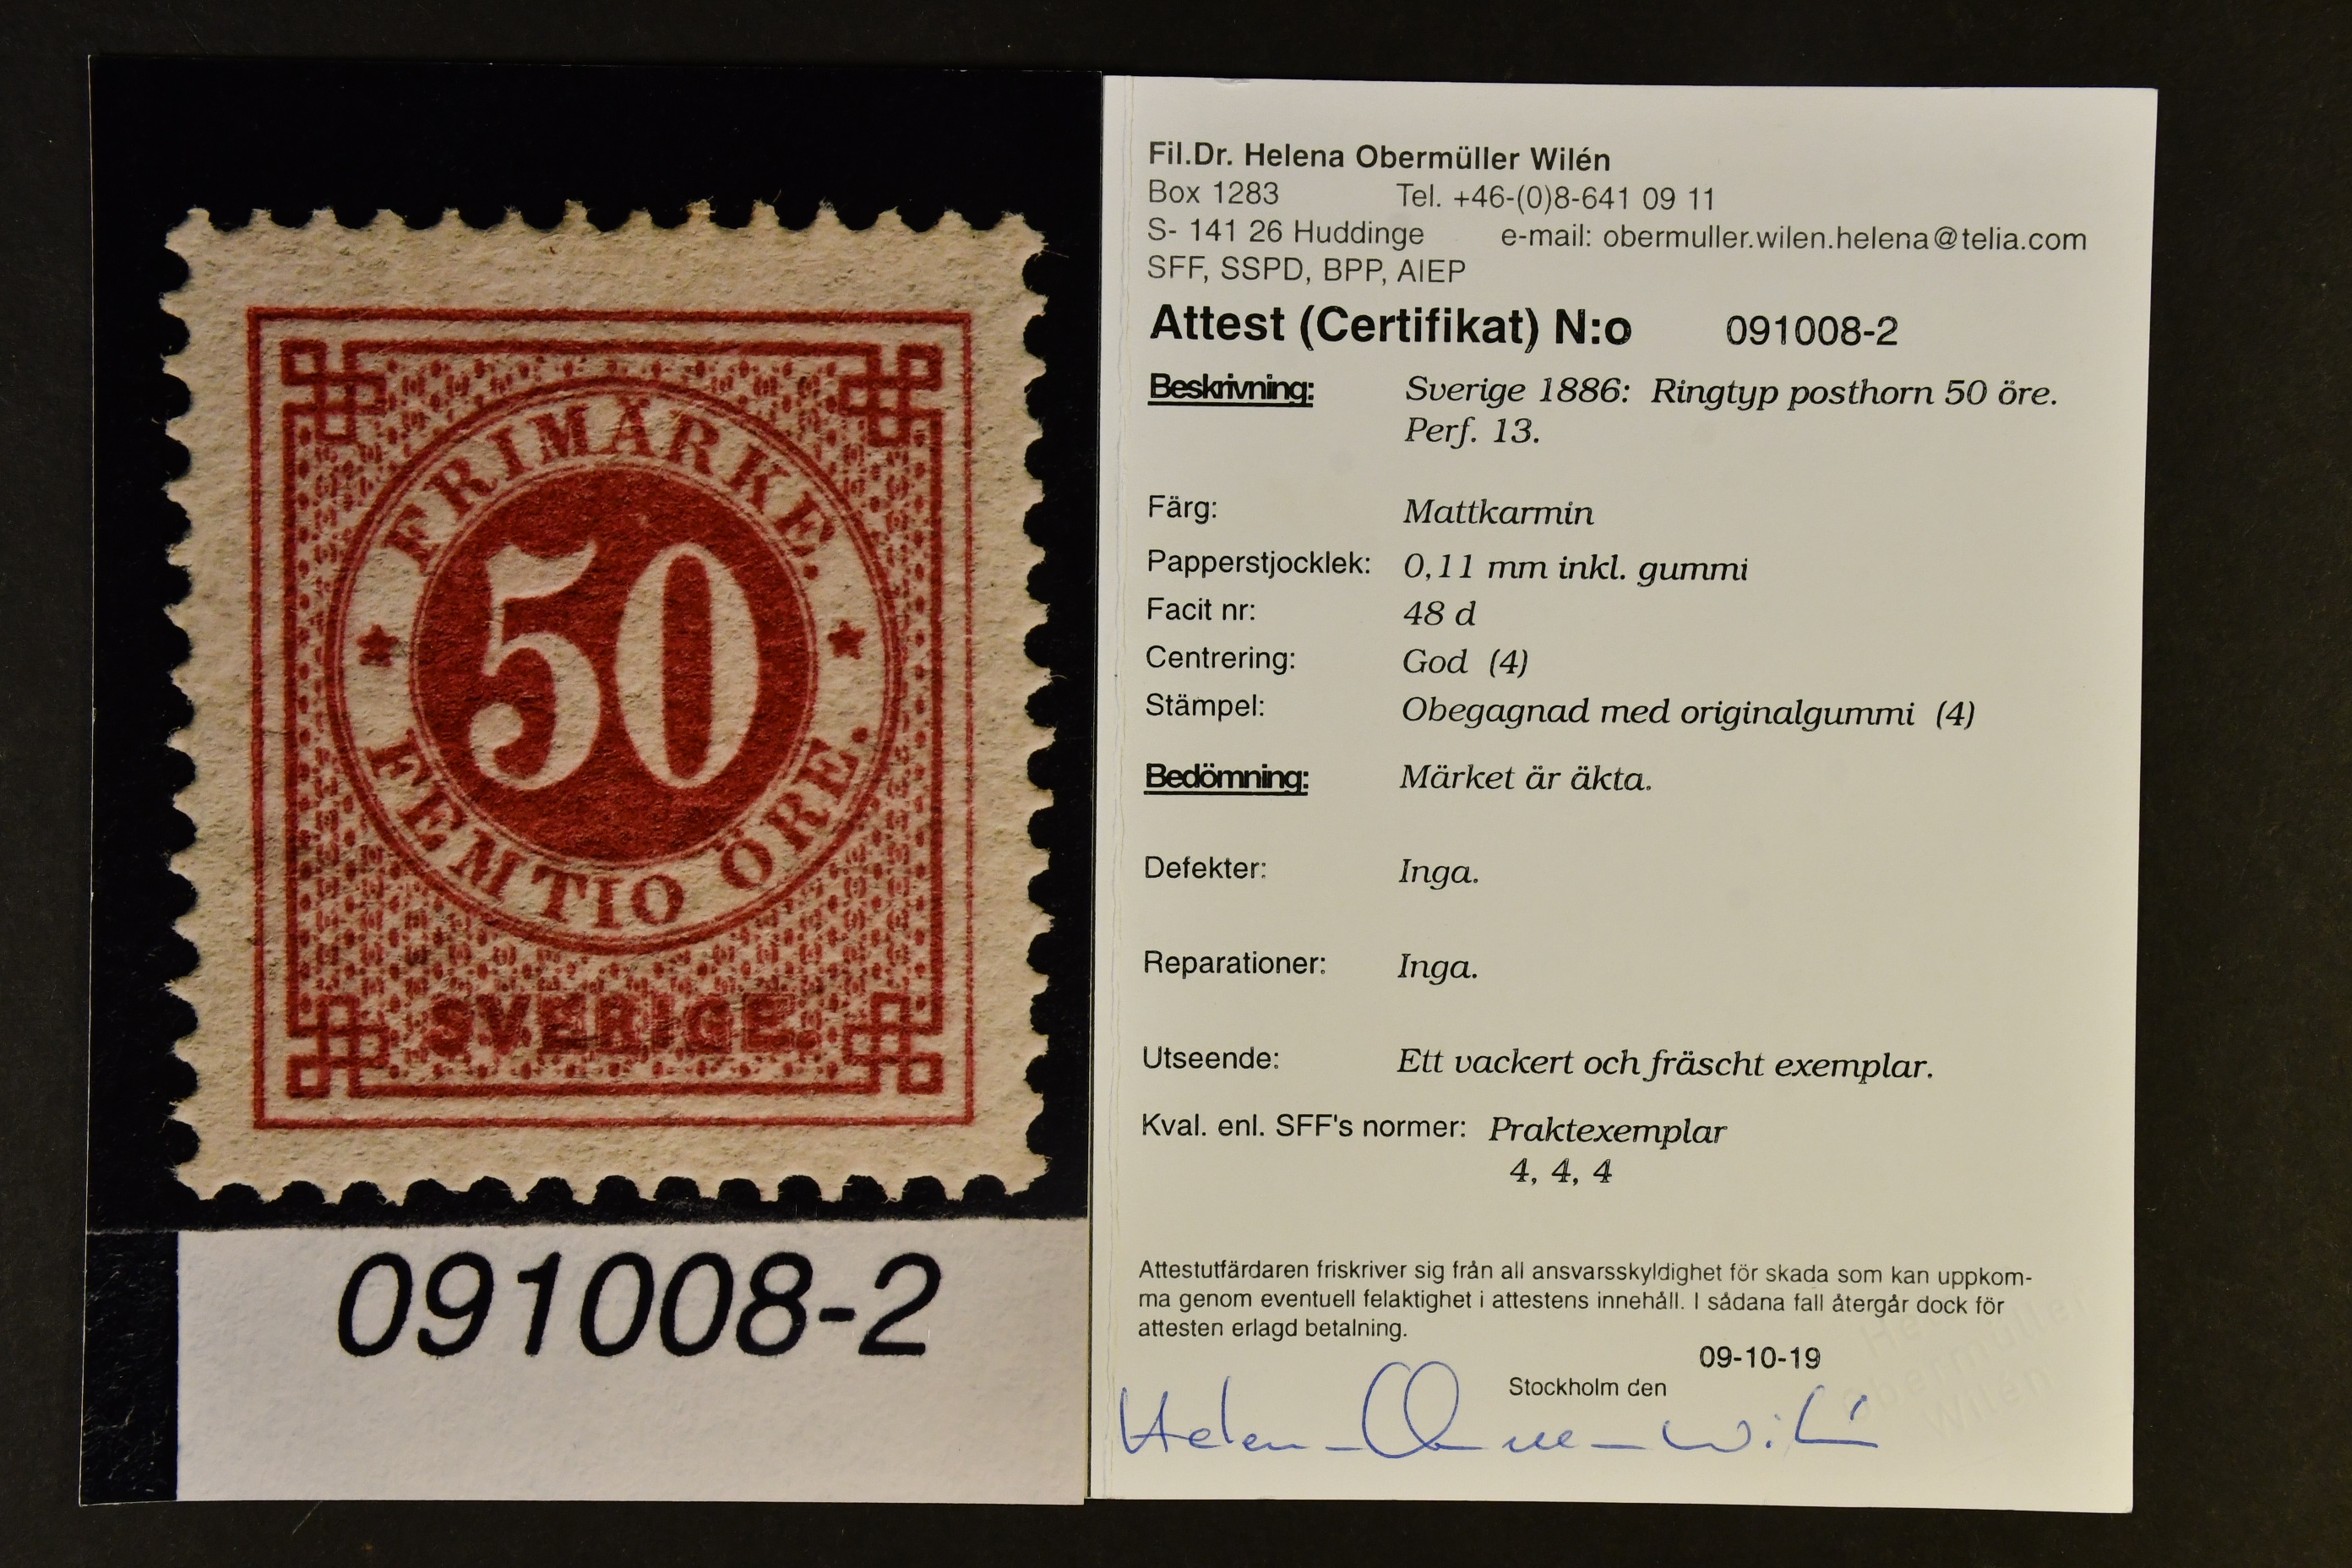 FRIMÄRKE.
50
FEMTIO ÖRE.
SVERIGE.
091008-2
Fil.Dr. Helena Obermüller Wilén
Box 1283 Tel. +46-(0)8-641 09 11
S- 141 26 Huddinge e-mail: obermuller.wilen.helena@telia.com
SFF, SSPD, BPP, AIEP
Attest (Certifikat) N:o 091008-2
Beskrivning: Sverige 1886: Ringtyp posthorn 50 öre.
Perf. 13.
Färg: Mattkarmin
Papperstjocklek: 0,11 mm inkl. gummi
Facit nr: 48 d
Centrering: God (4)
Stämpel: Obegagnad med originalgummi (4)
Bedömning: Märket är äkta.
Defekter: Inga.
Reparationer: Inga.
Utseende: Ett vackert och fräscht exemplar.
Kval. enl. SFF's normer: Praktexemplar
4, 4, 4
Attestutfärdaren friskriver sig från all ansvarsskyldighet för skada som kan uppkom-
ma genom eventuell felaktighet i attestens innehåll. I sådana fall återgår dock för
attesten erlagd betalning.
09-10-19
Stockholm den
Obermüller
Wilén